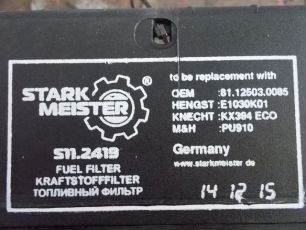 STARK
MEISTER ®
S11.2419
FUEL FILTER
KRAFTSTOFFFILTER
ТОПЛИВНЫЙ ФИЛЬТР
to be replacement with
OEM : 81.12503.0085
HENGST : E1030K01
KNECHT : KX394 ECO
M&H : PU910
Germany
www.starkmeister.com
14 12 15